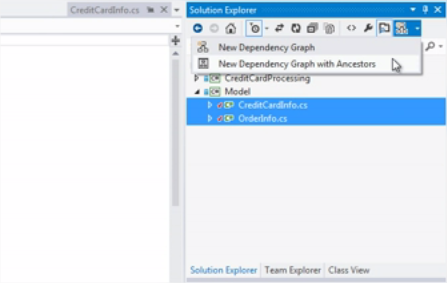 CreditCardInfo.cs
Solution Explorer
New Dependency Graph
New Dependency Graph with Ancestors
CreditCardProcessing
Model
CreditCardInfo.cs
OrderInfo.cs
Solution Explorer Team Explorer Class View